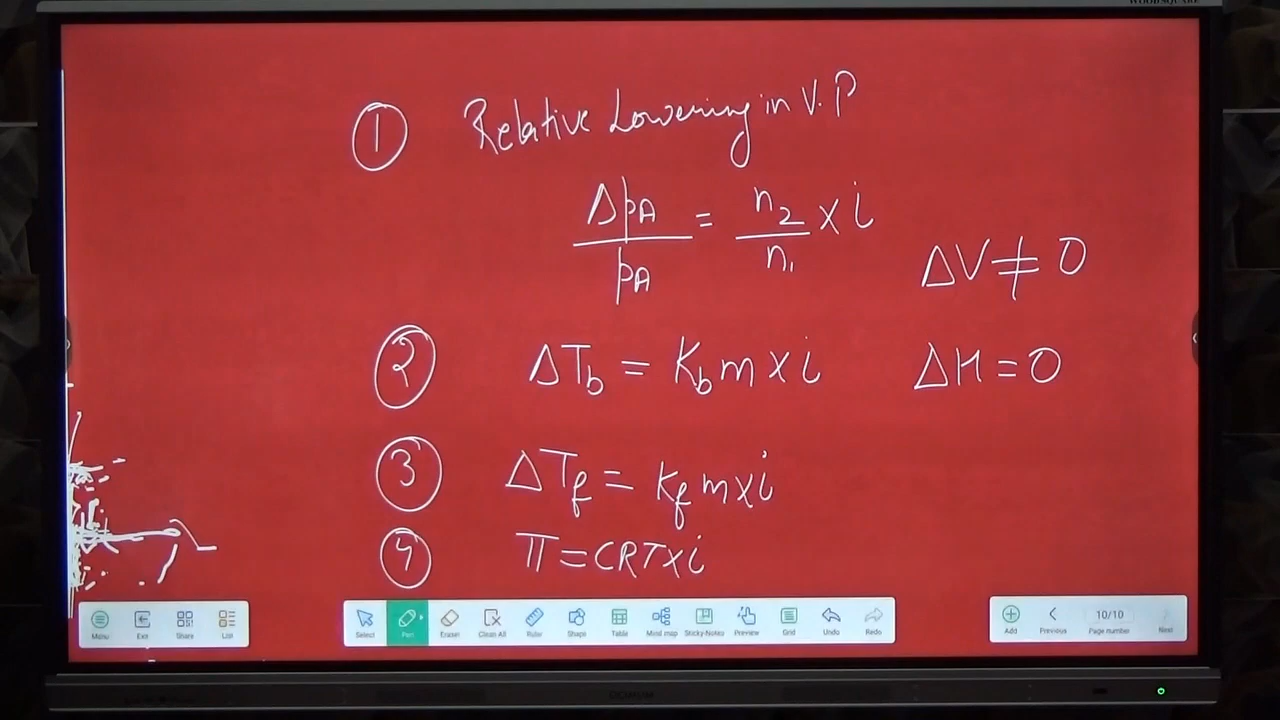 ① Relative Lowering in V.P
ΔpA / pA = n₂ / n₁ × i
ΔV ≠ 0
② ΔTb = Kb m × i
ΔH = 0
③ ΔTf = Kf m × i
④ π = CRT × i
Menu Exit Share List
Select Pen Eraser Clean All Ruler Shape Table Mind map Sticky-Notes Preview Grid Undo Redo
Add Previous 10/10 Page number Next